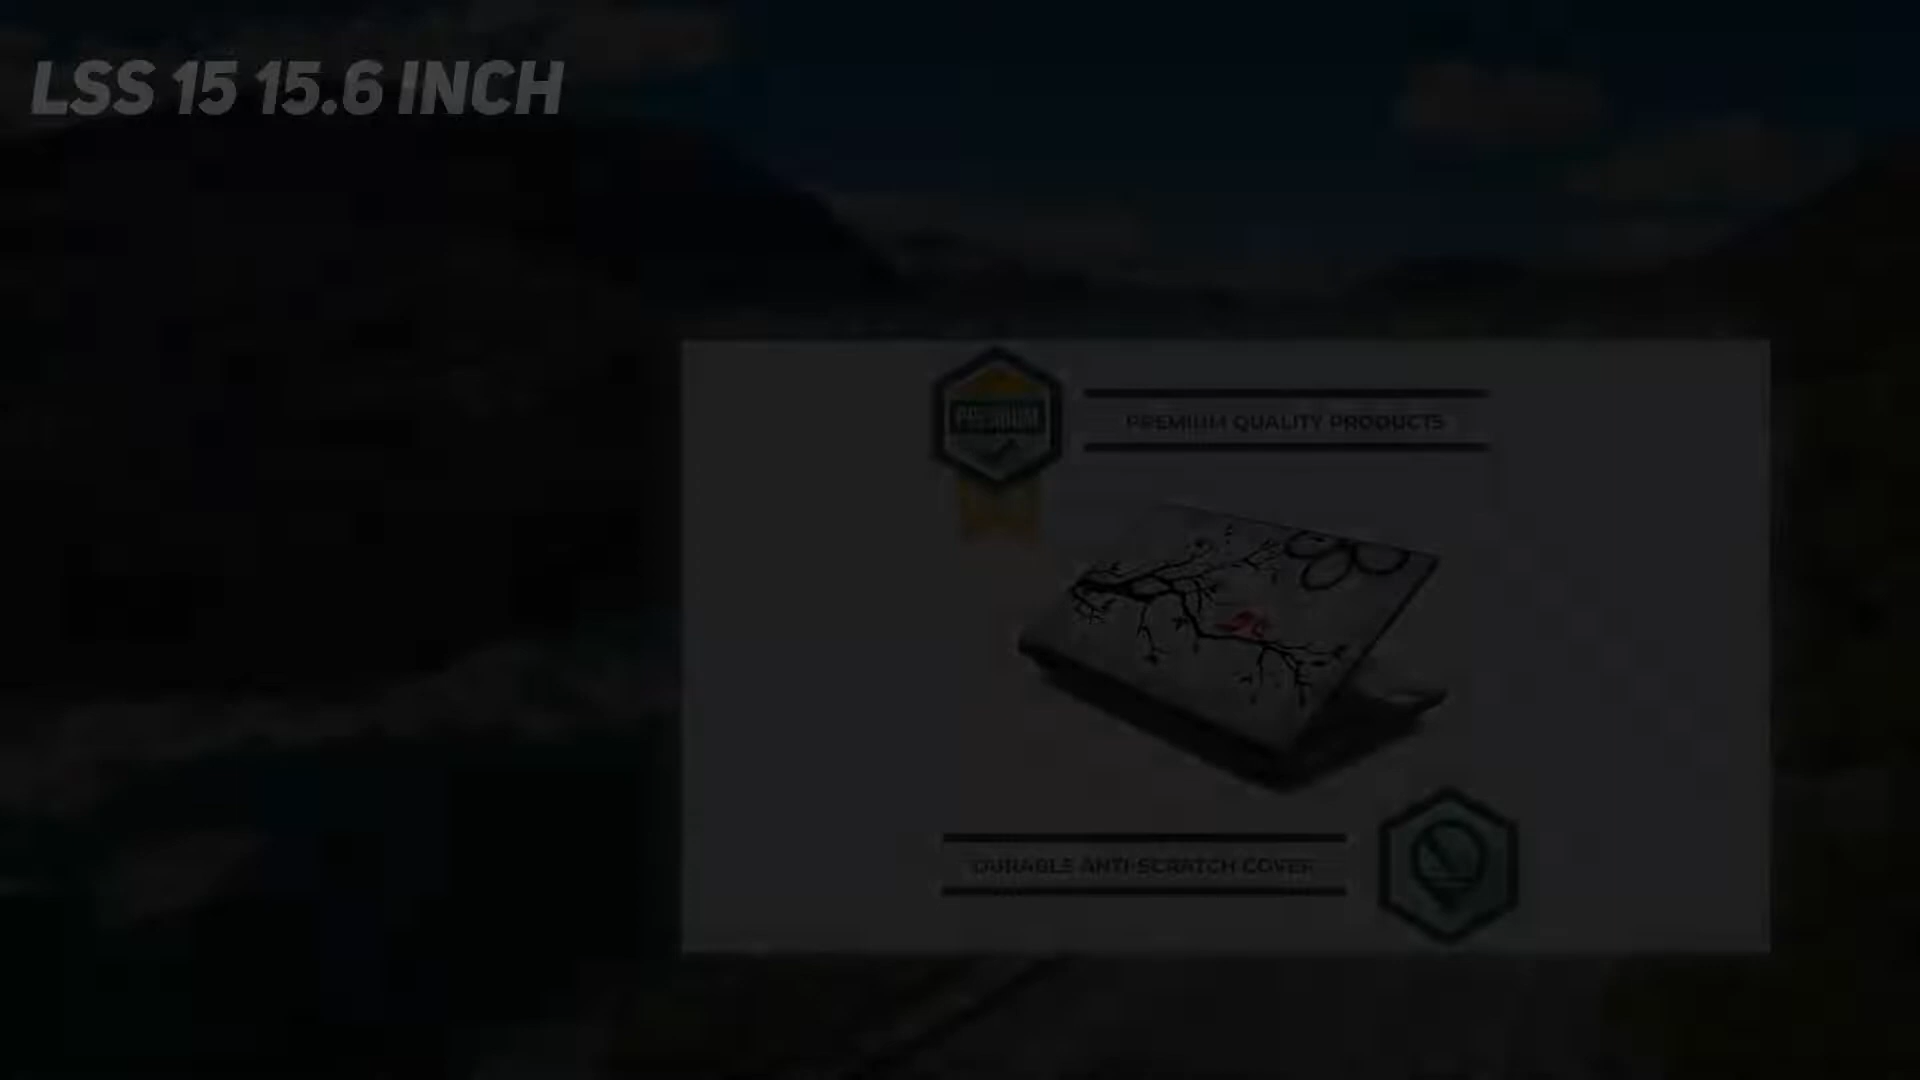 LSS 15 15.6 INCH
PREMIUM
PREMIUM QUALITY PRODUCTS
DURABLE ANTI-SCRATCH COVER